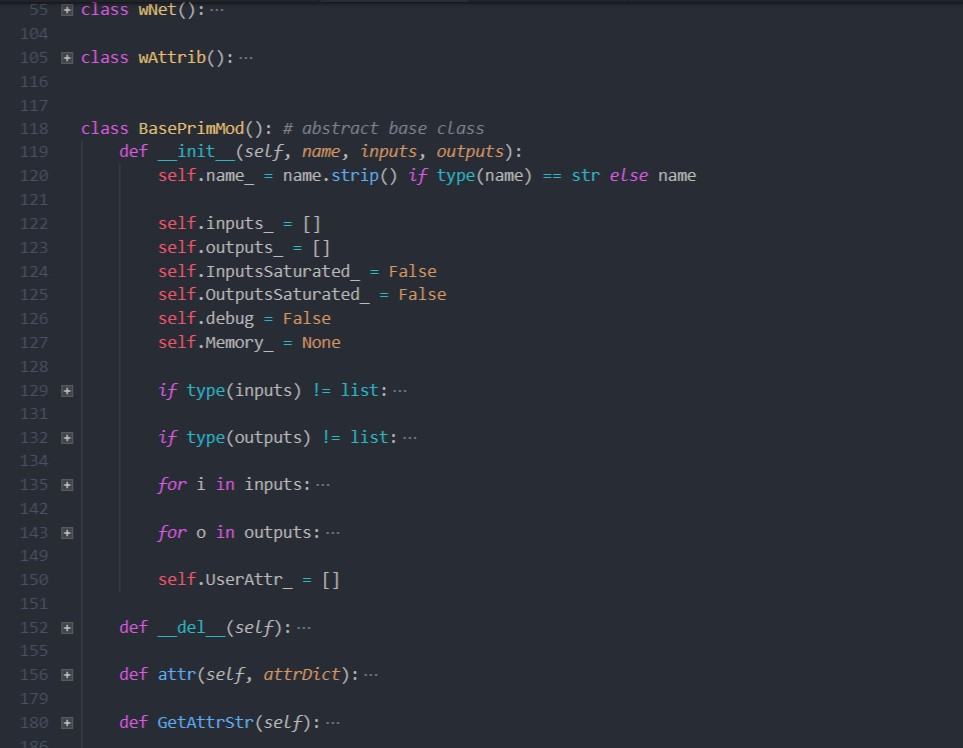 55 + class wNet(): ···
104
105 + class wAttrib(): ···
116
117
118 class BasePrimMod(): # abstract base class
119     def __init__(self, name, inputs, outputs):
120         self.name_ = name.strip() if type(name) == str else name
121
122         self.inputs_ = []
123         self.outputs_ = []
124         self.InputsSaturated_ = False
125         self.OutputsSaturated_ = False
126         self.debug = False
127         self.Memory_ = None
128
129 +         if type(inputs) != list: ···
131
132 +         if type(outputs) != list: ···
134
135 +         for i in inputs: ···
142
143 +         for o in outputs: ···
149
150         self.UserAttr_ = []
151
152 +     def __del__(self): ···
155
156 +     def attr(self, attrDict): ···
179
180 +     def GetAttrStr(self): ···
186